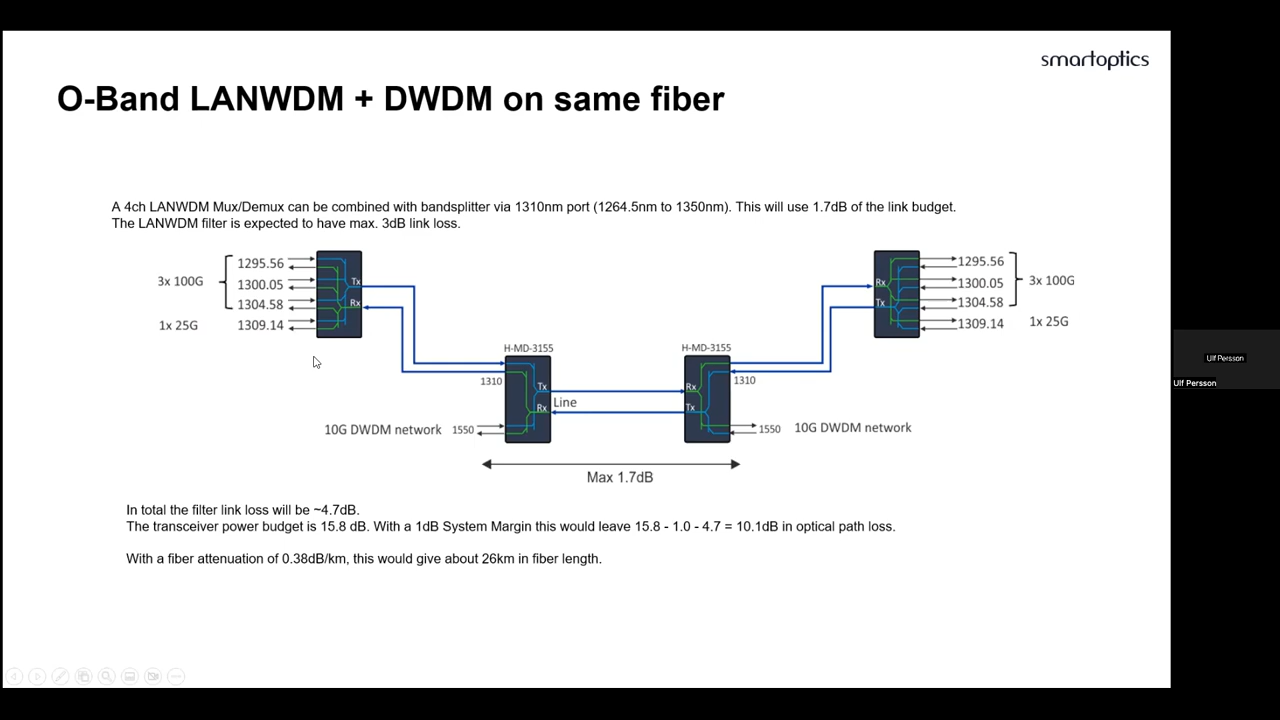 smartoptics
O-Band LANWDM + DWDM on same fiber
A 4ch LANWDM Mux/Demux can be combined with bandsplitter via 1310nm port (1264.5nm to 1350nm). This will use 1.7dB of the link budget.
The LANWDM filter is expected to have max. 3dB link loss.
3x 100G
1295.56
1300.05
1304.58
1x 25G
1309.14
Tx
Rx
Rx
Tx
1295.56
1300.05
1304.58
1309.14
3x 100G
1x 25G
H-MD-3155
1310
Tx
Rx
Line
10G DWDM network
1550
H-MD-3155
Rx
Tx
1310
1550
10G DWDM network
Max 1.7dB
In total the filter link loss will be ~4.7dB.
The transceiver power budget is 15.8 dB. With a 1dB System Margin this would leave 15.8 - 1.0 - 4.7 = 10.1dB in optical path loss.
With a fiber attenuation of 0.38dB/km, this would give about 26km in fiber length.
Ulf Persson
Ulf Persson